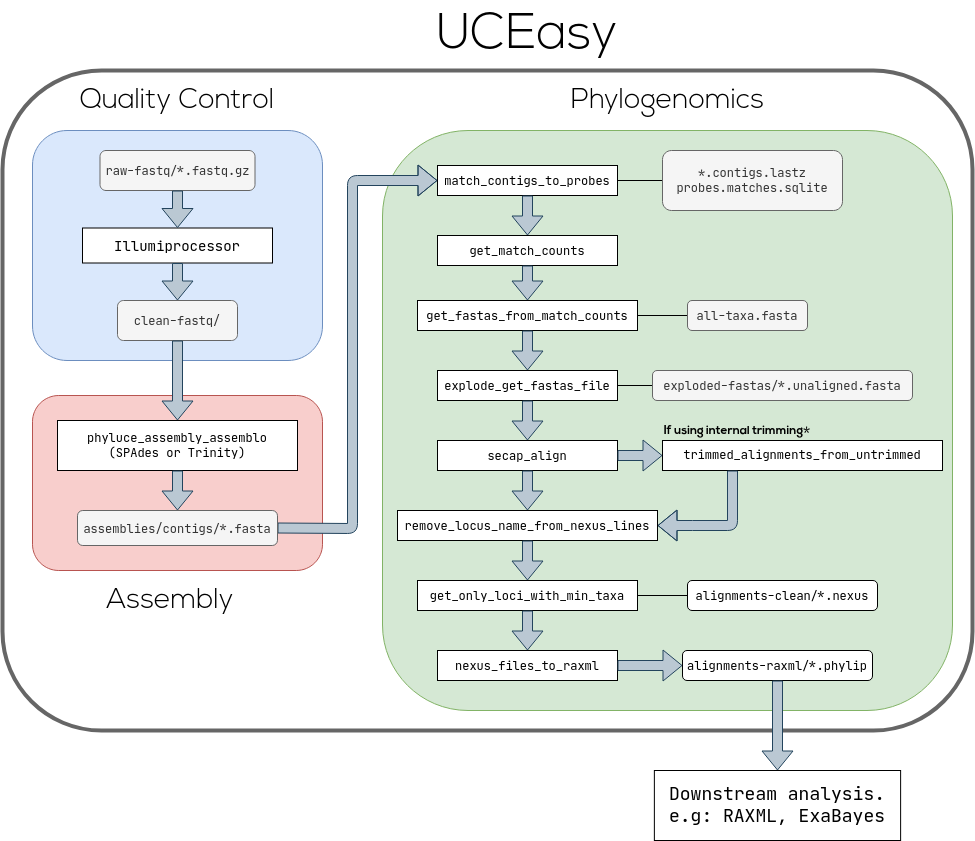 UCEasy
Quality Control
raw-fastq/*.fastq.gz
Illumiprocessor
clean-fastq/
phyluce_assembly_assemblo
(SPAdes or Trinity)
assemblies/contigs/*.fasta
Assembly
Phylogenomics
match_contigs_to_probes
*.contigs.lastz
probes.matches.sqlite
get_match_counts
get_fastas_from_match_counts
all-taxa.fasta
explode_get_fastas_file
exploded-fastas/*.unaligned.fasta
secap_align
If using internal trimming*
trimmed_alignments_from_untrimmed
remove_locus_name_from_nexus_lines
get_only_loci_with_min_taxa
alignments-clean/*.nexus
nexus_files_to_raxml
alignments-raxml/*.phylip
Downstream analysis.
e.g: RAXML, ExaBayes